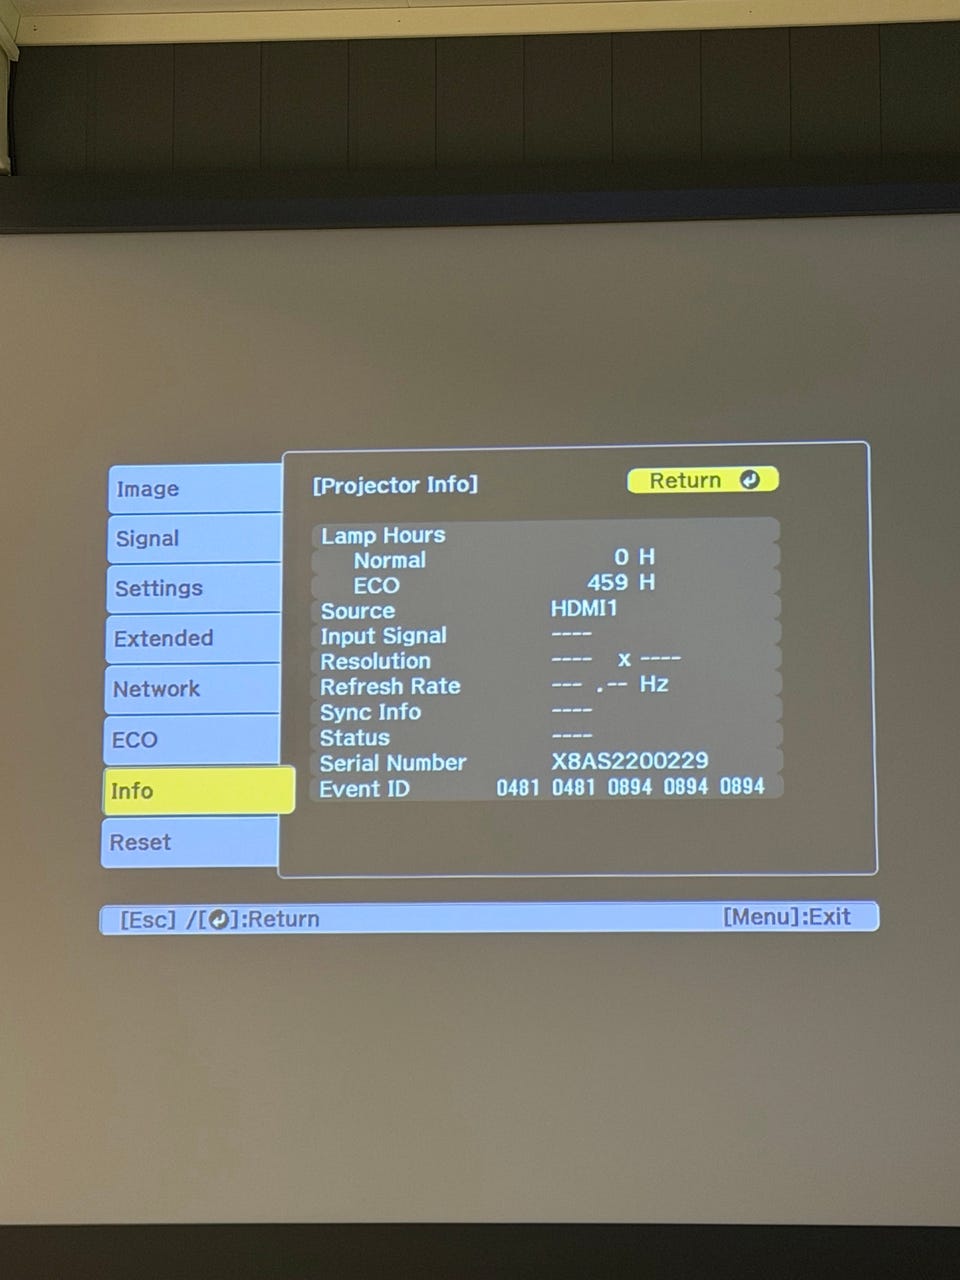 Image
Signal
Settings
Extended
Network
ECO
Info
Reset
[Projector Info]
Return
Lamp Hours
Normal 0 H
ECO 459 H
Source HDMI1
Input Signal ----
Resolution ---- x ----
Refresh Rate --- .-- Hz
Sync Info ----
Status ----
Serial Number X8AS2200229
Event ID 0481 0481 0894 0894 0894
[Esc] /[↵]:Return [Menu]:Exit